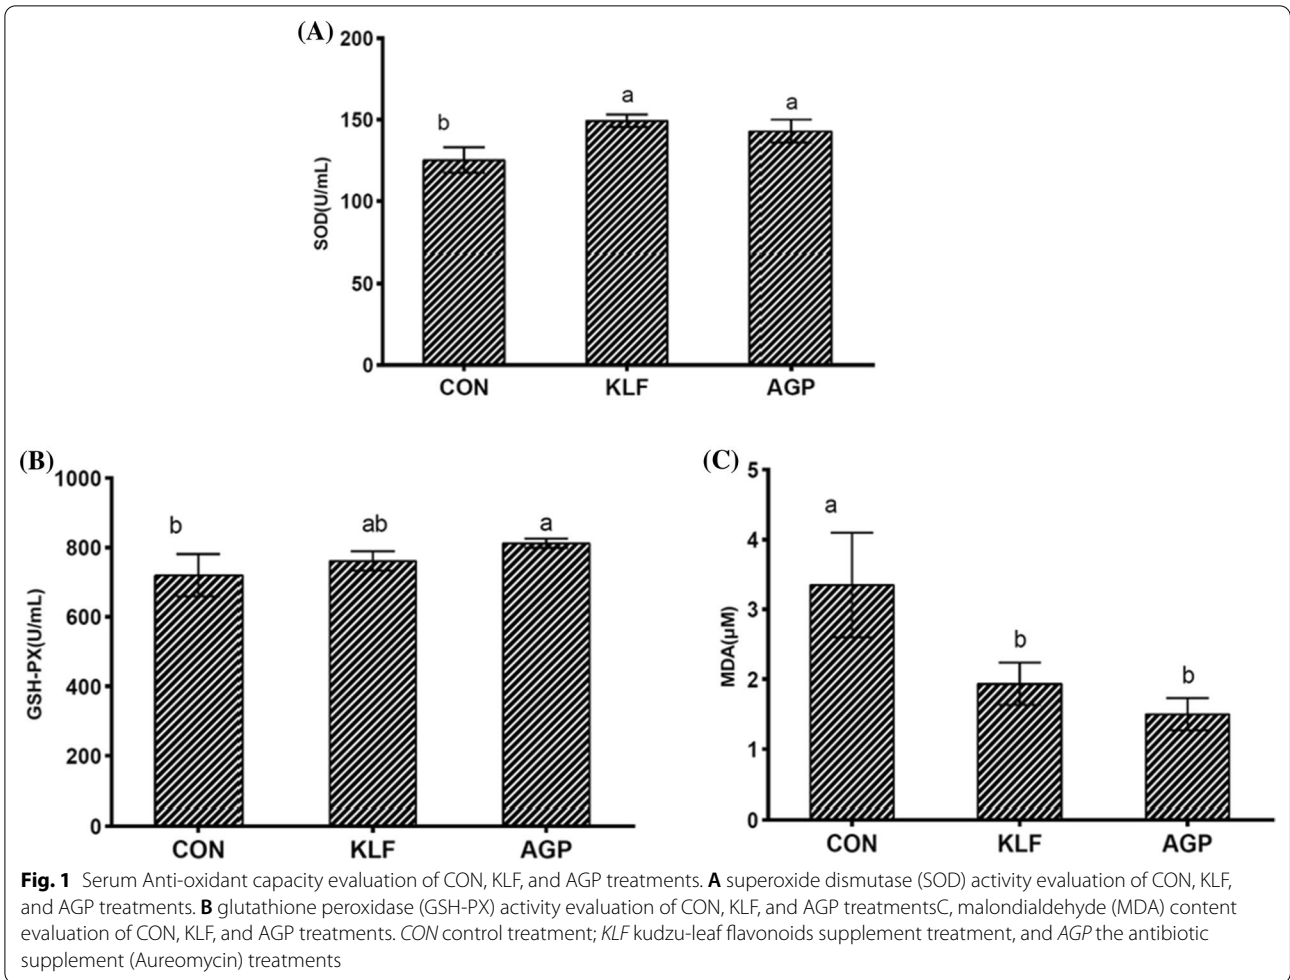 (A)
200
150
100
50
0
SOD(U/mL)
b
a
a
CON KLF AGP
(B)
1000
800
600
400
200
0
GSH-PX(U/mL)
b
ab
a
CON KLF AGP
(C)
5
4
3
2
1
0
MDA(μM)
a
b
b
CON KLF AGP
Fig. 1 Serum Anti-oxidant capacity evaluation of CON, KLF, and AGP treatments. A superoxide dismutase (SOD) activity evaluation of CON, KLF,
and AGP treatments. B glutathione peroxidase (GSH-PX) activity evaluation of CON, KLF, and AGP treatmentsC, malondialdehyde (MDA) content
evaluation of CON, KLF, and AGP treatments. CON control treatment; KLF kudzu-leaf flavonoids supplement treatment, and AGP the antibiotic
supplement (Aureomycin) treatments